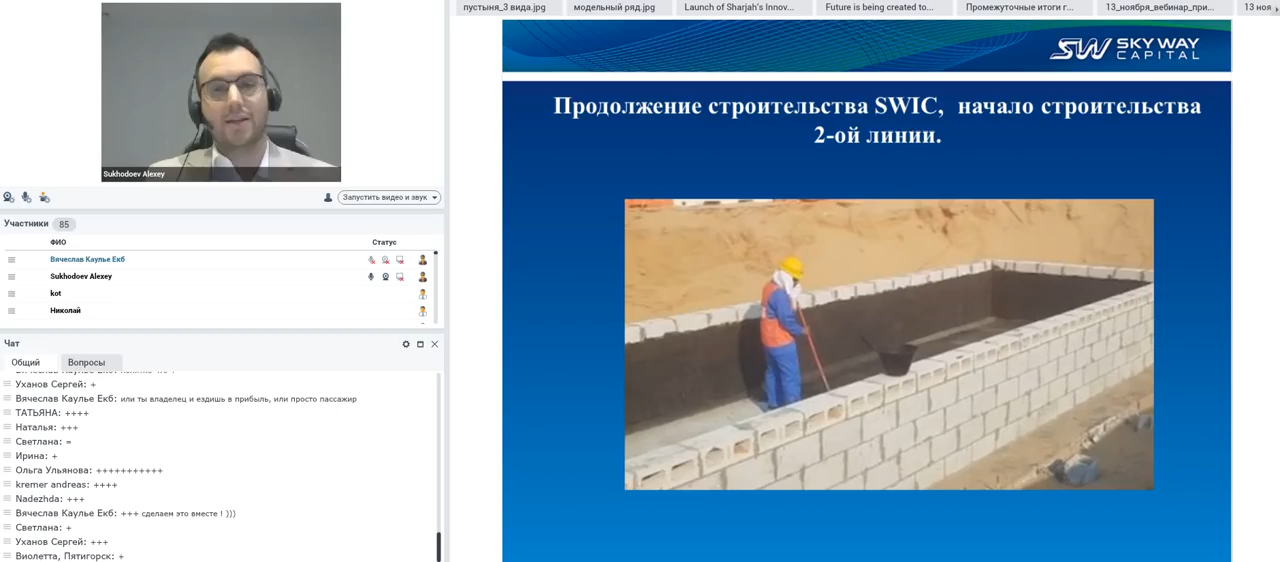 Sukhodoev Alexey
Запустить видео и звук
Участники 85
ФИО Статус
Вячеслав Каулье Екб
Sukhodoev Alexey
kot
Николай
Чат
Общий Вопросы
Вячеслав Каулье Екб:
Уханов Сергей: +
Вячеслав Каулье Екб: или ты владелец и ездишь в прибыль, или просто пассажир
ТАТЬЯНА: ++++
Наталья: +++
Светлана: =
Ирина: +
Ольга Ульянова: +++++++++++
kremer andreas: ++++
Nadezhda: +++
Вячеслав Каулье Екб: +++ сделаем это вместе ! )))
Светлана: +
Уханов Сергей: +++
Виолетта, Пятигорск: +
пустыня_3 вида.jpg модельный ряд.jpg Launch of Sharjah's Innov... Future is being created to... Промежуточные итоги г... 13_ноября_вебинар_при... 13 ноя
SW SKY WAY
CAPITAL
Продолжение строительства SWIC, начало строительства
2-ой линии.